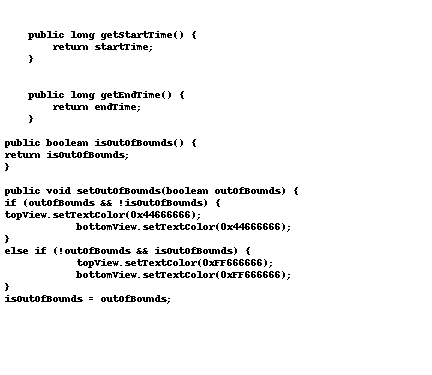 public long getStartTime() {
return startTime;
}
public long getEndTime() {
return endTime;
}
public boolean isOutOfBounds() {
return isOutOfBounds;
}
public void setOutOfBounds(boolean outOfBounds) {
if (outOfBounds && !isOutOfBounds) {
topView.setTextColor(0x44666666);
bottomView.setTextColor(0x44666666);
}
else if (!outOfBounds && isOutOfBounds) {
topView.setTextColor(0xFF666666);
bottomView.setTextColor(0xFF666666);
}
isOutOfBounds = outOfBounds;